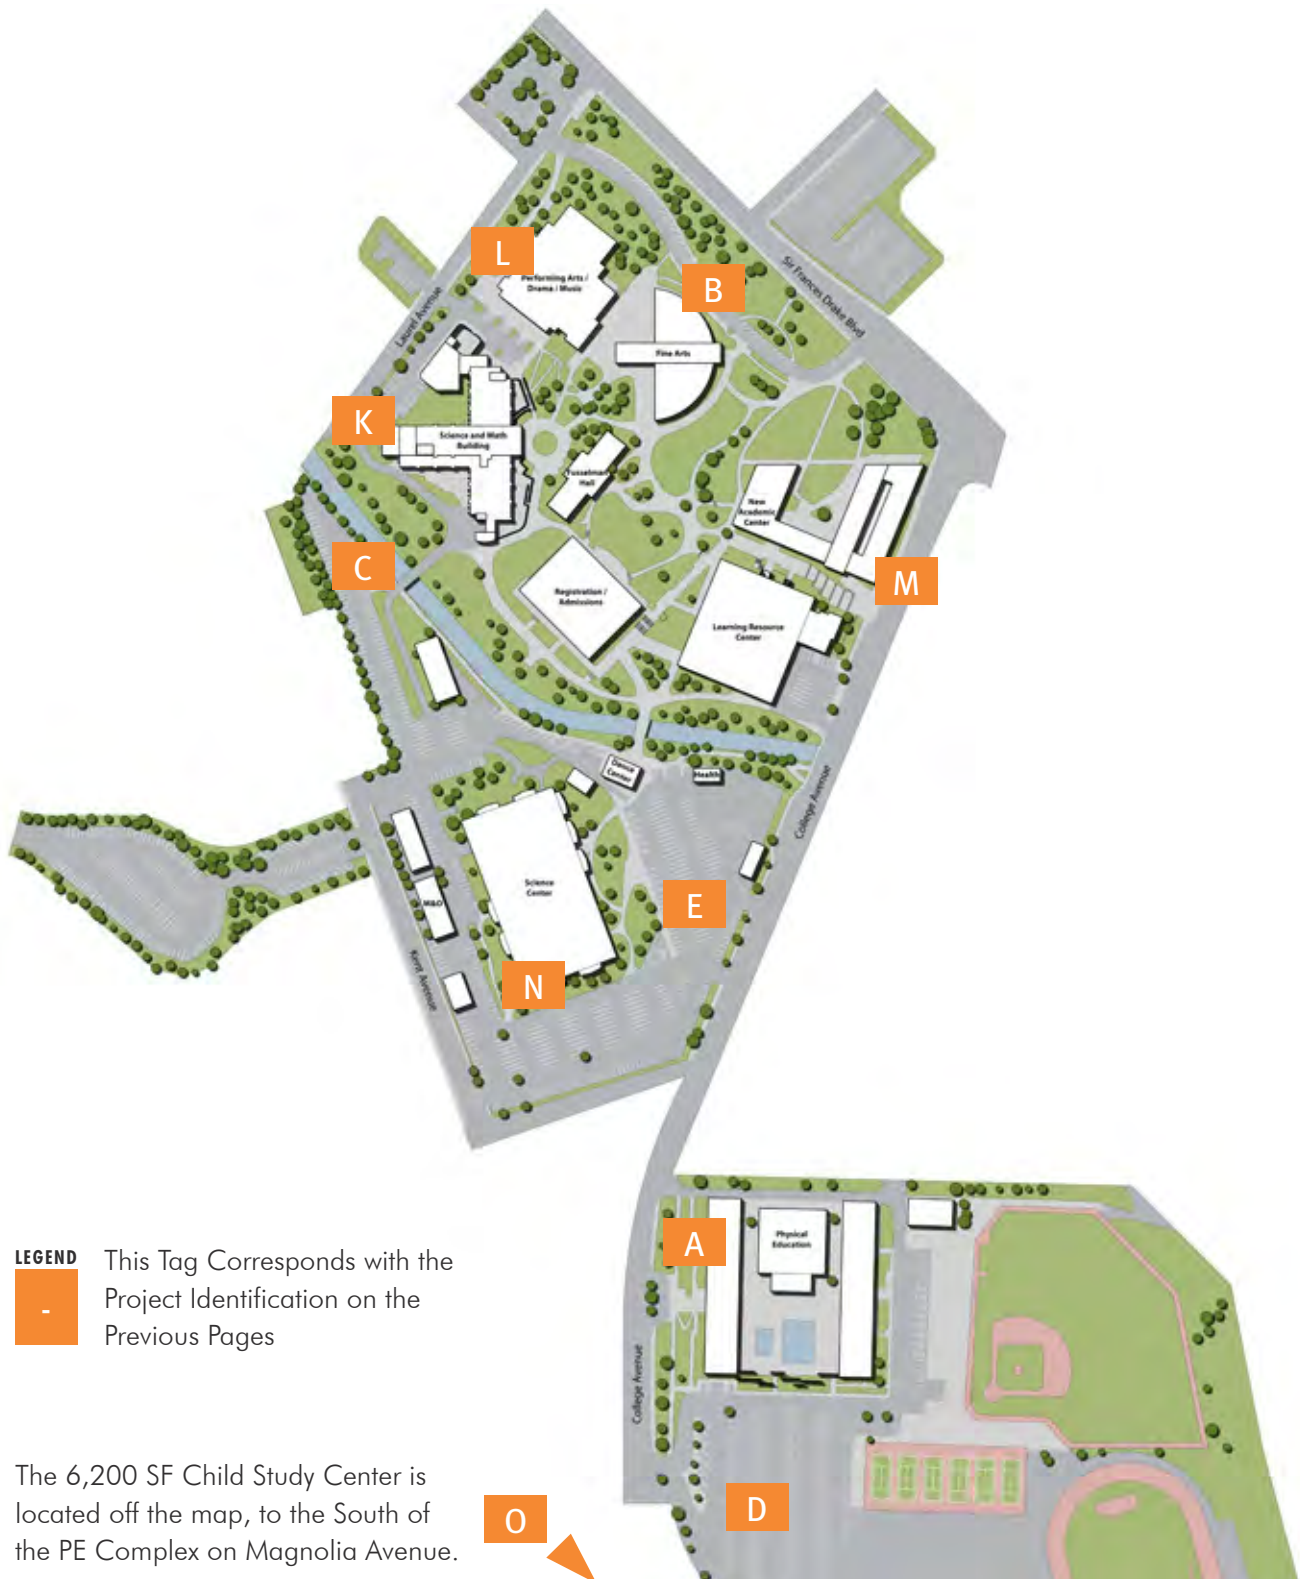 L
Performing Arts /
Drama / Music
B
Sir Frances Drake Blvd
Laurel Avenue
Fine Arts
K
Science and Math
Building
Fusselman
Hall
New
Academic
Center
C
M
Registration /
Admissions
Learning Resource
Center
Dance
Center
Health
College Avenue
Science
Center
M&O
E
Kent Avenue
N
A
Physical
Education
LEGEND
-
This Tag Corresponds with the
Project Identification on the
Previous Pages
College Avenue
The 6,200 SF Child Study Center is
located off the map, to the South of
the PE Complex on Magnolia Avenue.
O
D